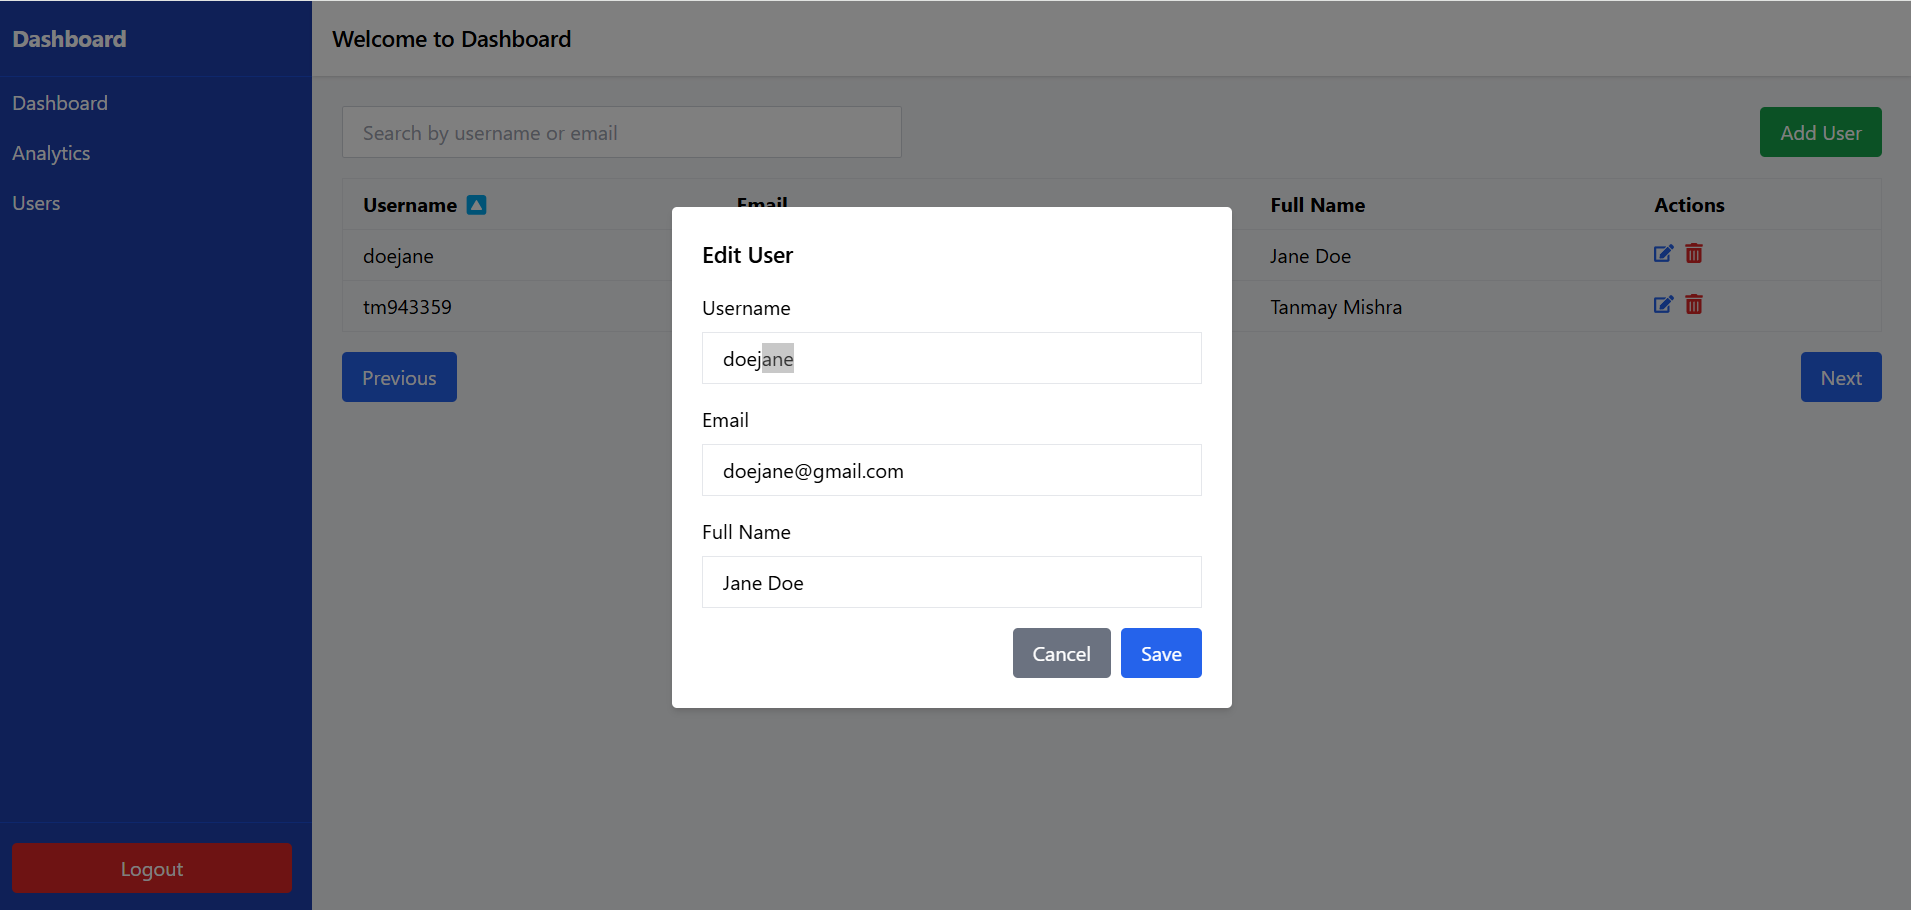 Dashboard
Welcome to Dashboard
Dashboard
Analytics
Users
Search by username or email
Add User
Username Email Full Name Actions
doejane Jane Doe
tm943359 Tanmay Mishra
Previous Next
Edit User
Username
doejane
Email
doejane@gmail.com
Full Name
Jane Doe
Cancel Save
Logout